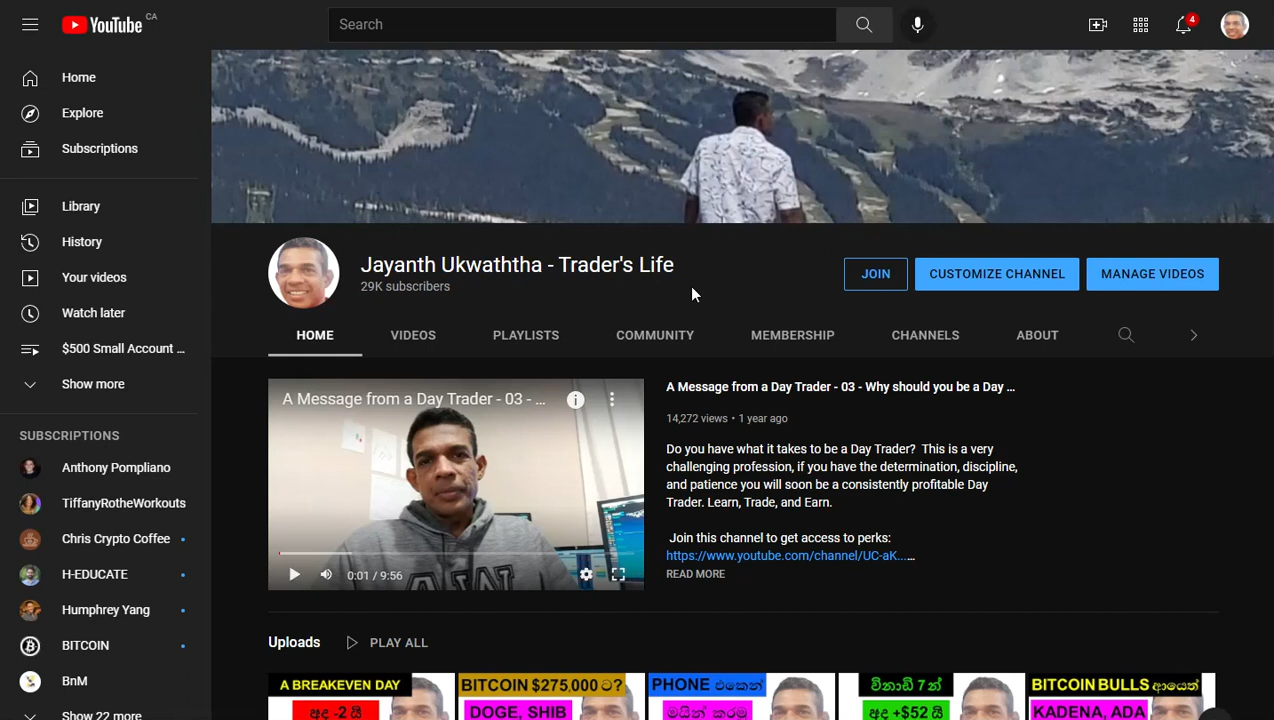 YouTube CA
Search
4
Home
Explore
Subscriptions
Library
History
Your videos
Watch later
$500 Small Account ...
Show more
SUBSCRIPTIONS
Anthony Pompliano
TiffanyRotheWorkouts
Chris Crypto Coffee
H-EDUCATE
Humphrey Yang
BITCOIN
BnM
Show 22 more
Jayanth Ukwaththa - Trader's Life
29K subscribers
JOIN
CUSTOMIZE CHANNEL
MANAGE VIDEOS
HOME
VIDEOS
PLAYLISTS
COMMUNITY
MEMBERSHIP
CHANNELS
ABOUT
A Message from a Day Trader - 03 - ...
0:01 / 9:56
A Message from a Day Trader - 03 - Why should you be a Day ...
14,272 views • 1 year ago
Do you have what it takes to be a Day Trader? This is a very
challenging profession, if you have the determination, discipline,
and patience you will soon be a consistently profitable Day
Trader. Learn, Trade, and Earn.
Join this channel to get access to perks:
https://www.youtube.com/channel/UC-aK...…
READ MORE
Uploads
PLAY ALL
A BREAKEVEN DAY
අද -2 යි
BITCOIN $275,000 ට?
DOGE, SHIB
PHONE එකෙන්
මයින් කරමු
විනාඩි 7 න්
අද +$52 යි
BITCOIN BULLS ආයෙත්
KADENA, ADA